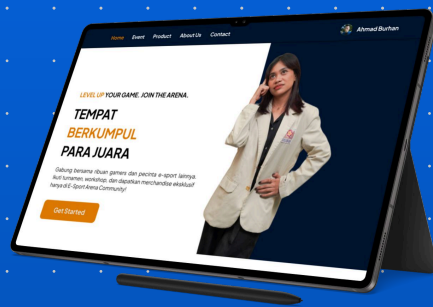 Home Event Product About Us Contact Ahmad Burhan
LEVEL UP YOUR GAME. JOIN THE ARENA.
TEMPAT
BERKUMPUL
PARA JUARA
Gabung bersama ribuan gamers dan pecinta e-sport lainnya.
Ikuti turnamen, workshop, dan dapatkan merchandise eksklusif
hanya di E-Sport Arena Community!
Get Started